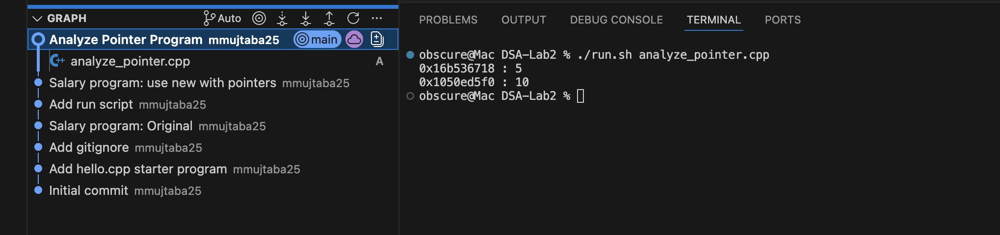 GRAPH
Auto
Analyze Pointer Program mmujtaba25 main
analyze_pointer.cpp A
Salary program: use new with pointers mmujtaba25
Add run script mmujtaba25
Salary program: Original mmujtaba25
Add gitignore mmujtaba25
Add hello.cpp starter program mmujtaba25
Initial commit mmujtaba25
PROBLEMS OUTPUT DEBUG CONSOLE TERMINAL PORTS
obscure@Mac DSA-Lab2 % ./run.sh analyze_pointer.cpp
0x16b536718 : 5
0x1050ed5f0 : 10
obscure@Mac DSA-Lab2 %